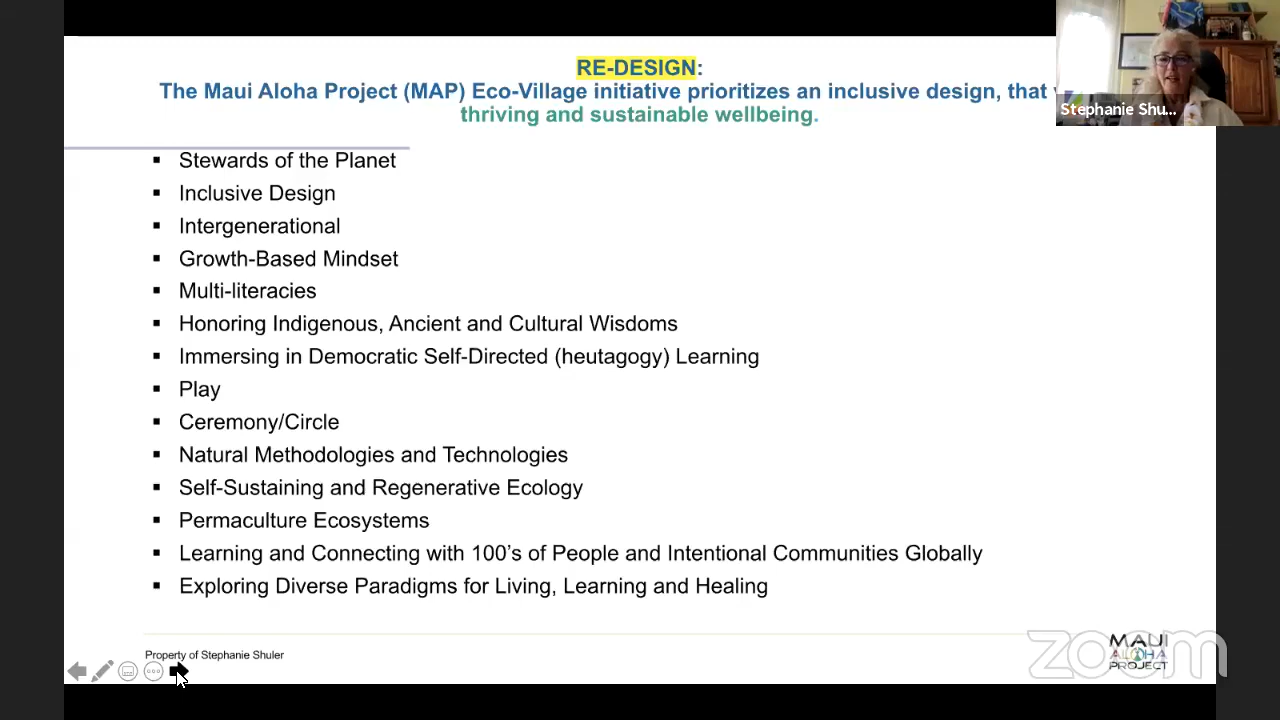 RE-DESIGN:
The Maui Aloha Project (MAP) Eco-Village initiative prioritizes an inclusive design, that
thriving and sustainable wellbeing.
Stephanie Shu...
▪ Stewards of the Planet
▪ Inclusive Design
▪ Intergenerational
▪ Growth-Based Mindset
▪ Multi-literacies
▪ Honoring Indigenous, Ancient and Cultural Wisdoms
▪ Immersing in Democratic Self-Directed (heutagogy) Learning
▪ Play
▪ Ceremony/Circle
▪ Natural Methodologies and Technologies
▪ Self-Sustaining and Regenerative Ecology
▪ Permaculture Ecosystems
▪ Learning and Connecting with 100’s of People and Intentional Communities Globally
▪ Exploring Diverse Paradigms for Living, Learning and Healing
Property of Stephanie Shuler
MAUI
ALOHA
PROJECT
zoom